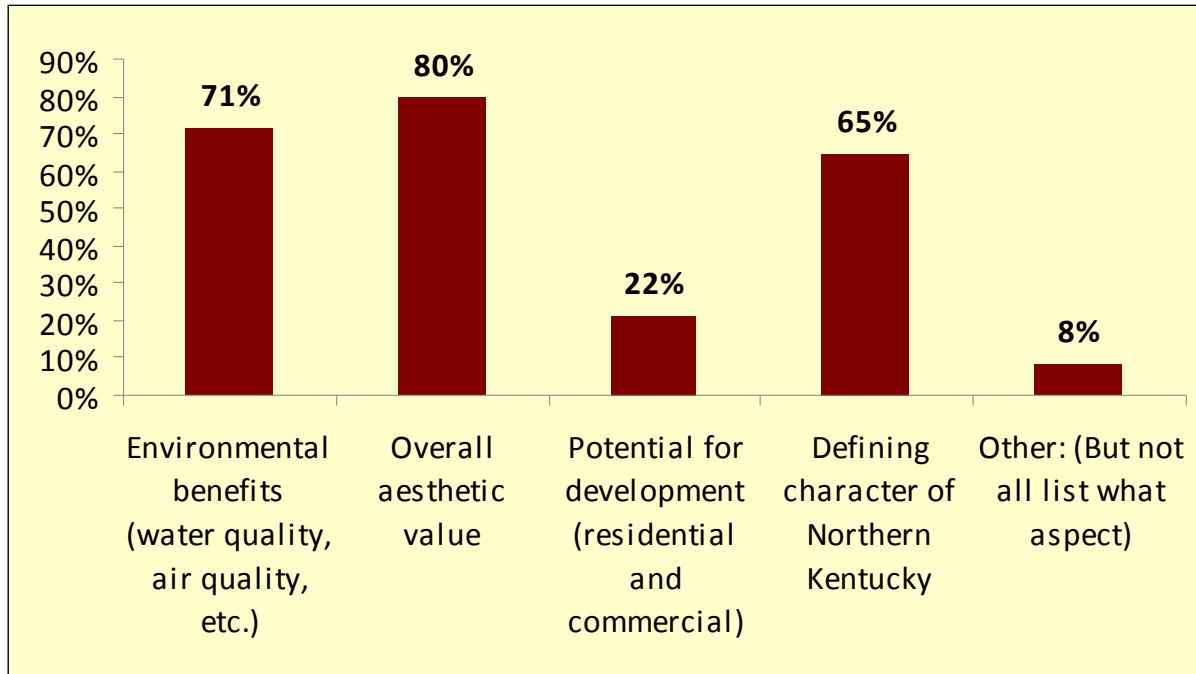 90%
80%
70%
60%
50%
40%
30%
20%
10%
0%
71%
80%
22%
65%
8%
Environmental
benefits
(water quality,
air quality,
etc.)
Overall
aesthetic
value
Potential for
development
(residential
and
commercial)
Defining
character of
Northern
Kentucky
Other: (But not
all list what
aspect)